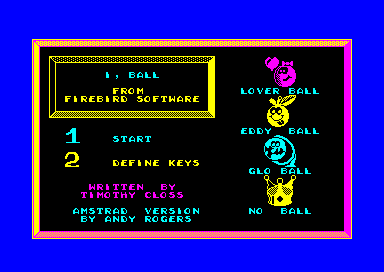 I, BALL
FROM
FIREBIRD SOFTWARE
1 START
2 DEFINE KEYS
WRITTEN BY
TIMOTHY CLOSS
AMSTRAD VERSION
BY ANDY ROGERS
LOVER BALL
EDDY BALL
GLO BALL
NO BALL